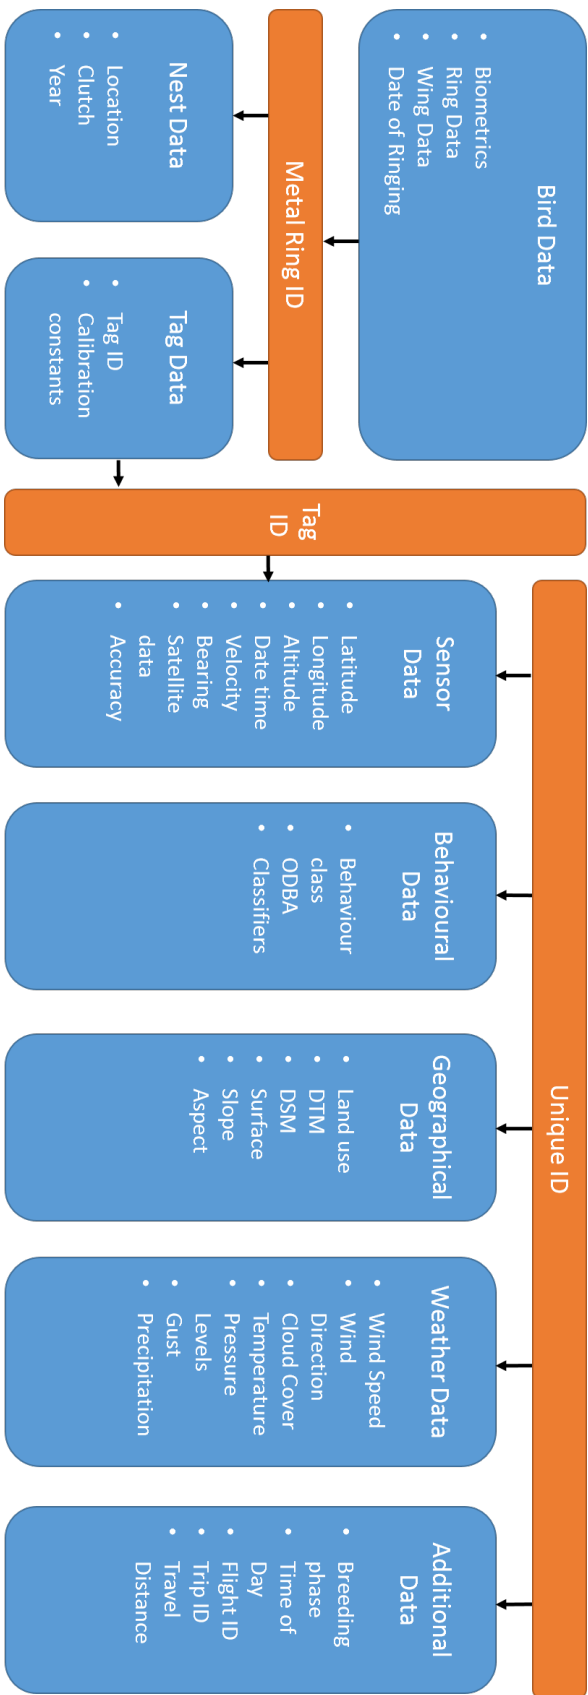 Bird Data
Biometrics
Ring Data
Wing Data
Date of Ringing
Metal Ring ID
Nest Data
Location
Clutch
Year
Tag Data
Tag ID
Calibration
constants
Tag
ID
Unique ID
Sensor
Data
Latitude
Longitude
Altitude
Date time
Velocity
Bearing
Satellite
data
Accuracy
Behavioural
Data
Behaviour
class
ODBA
Classifiers
Geographical
Data
Land use
DTM
DSM
Surface
Slope
Aspect
Weather Data
Wind Speed
Wind
Direction
Cloud Cover
Temperature
Pressure
Levels
Gust
Precipitation
Additional
Data
Breeding
phase
Time of
Day
Flight ID
Trip ID
Travel
Distance